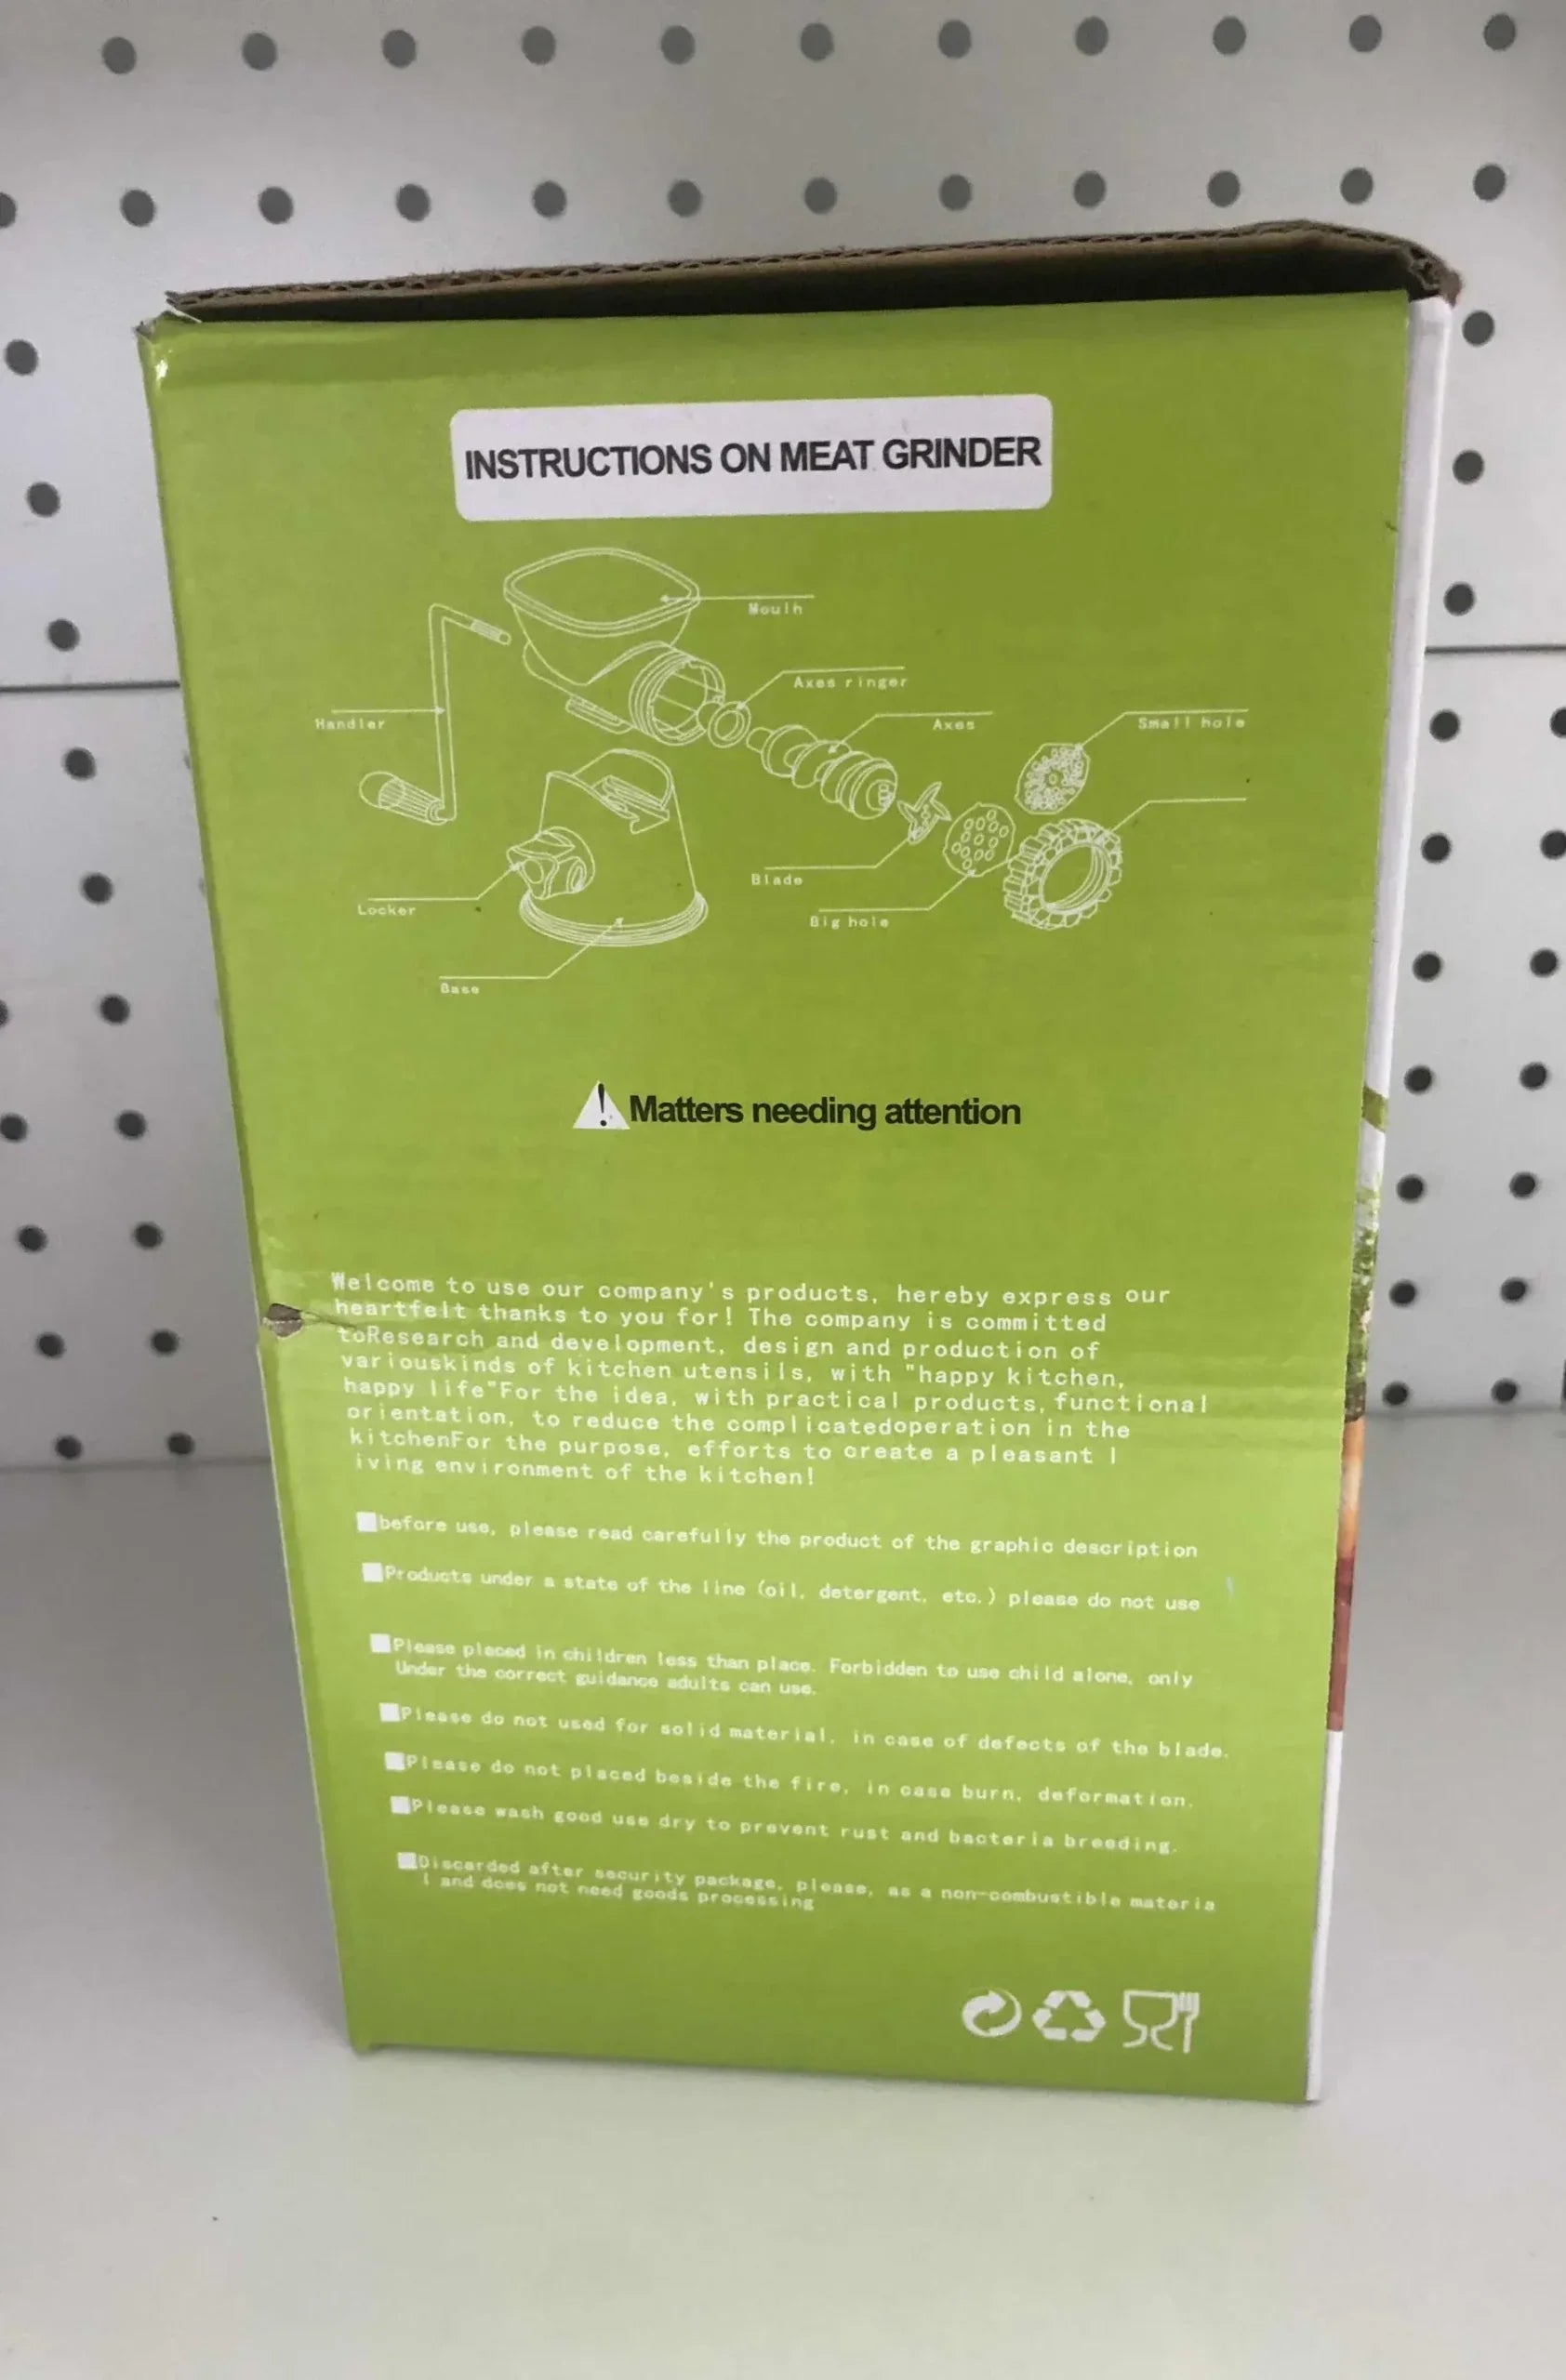 INSTRUCTIONS ON MEAT GRINDER
Moulh
Axes ringer
Handler
Axes
Small hole
Blade
Locker
Big hole
Base
! Matters needing attention
Welcome to use our company's products, hereby express our
heartfelt thanks to you for! The company is committed
toResearch and development, design and production of
variouskinds of kitchen utensils, with "happy kitchen,
happy life"For the idea, with practical products, functional
orientation, to reduce the complicatedoperation in the
kitchenFor the purpose, efforts to create a pleasant l
iving environment of the kitchen!
■before use, please read carefully the product of the graphic description
■Products under a state of the line (oil, detergent, etc.) please do not use
■Please placed in children less than place. Forbidden to use child alone, only
Under the correct guidance adults can use.
■Please do not used for solid material, in case of defects of the blade.
■Please do not placed beside the fire, in case burn, deformation.
■Please wash good use dry to prevent rust and bacteria breeding.
■Discarded after security package, please, as a non-combustible materia
l and does not need goods processing